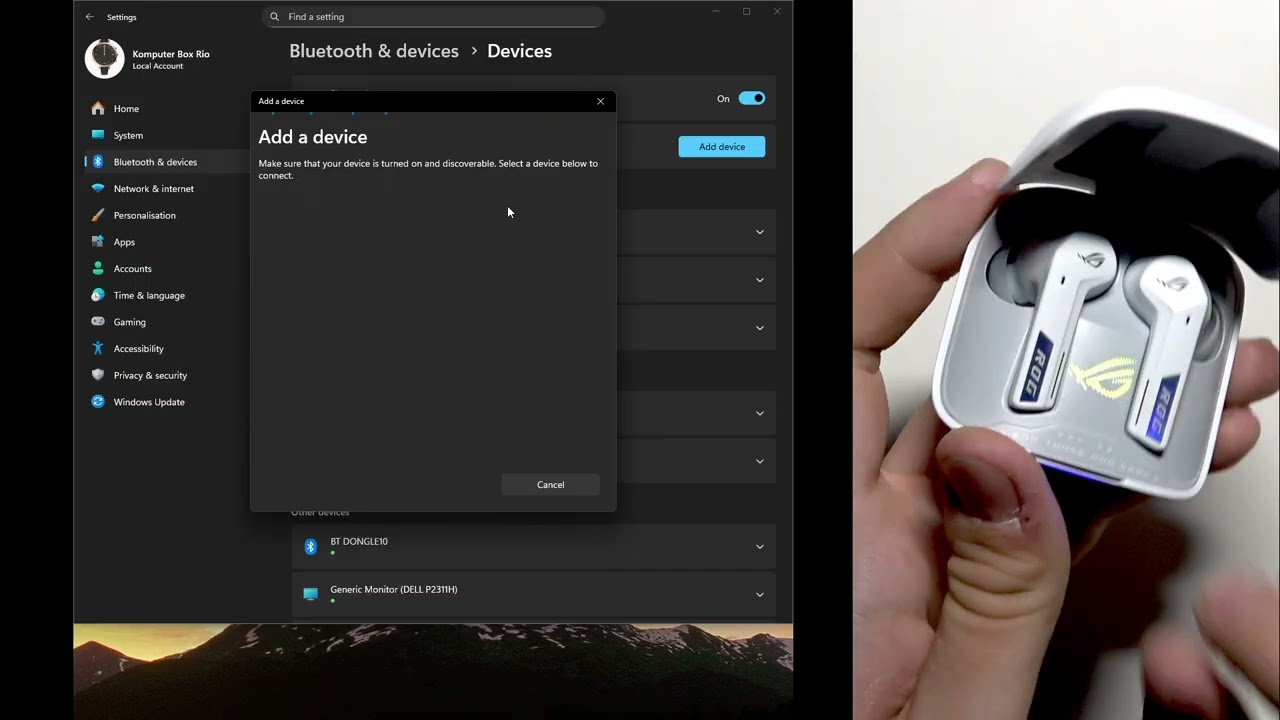 Settings
Find a setting
Komputer Box Rio
Local Account
Bluetooth & devices > Devices
Home
System
Bluetooth & devices
Network & internet
Personalisation
Apps
Accounts
Time & language
Gaming
Accessibility
Privacy & security
Windows Update
On
Add device
Add a device
Add a device
Make sure that your device is turned on and discoverable. Select a device below to
connect.
Cancel
Other devices
BT DONGLE10
Generic Monitor (DELL P2311H)
ROG
ROG